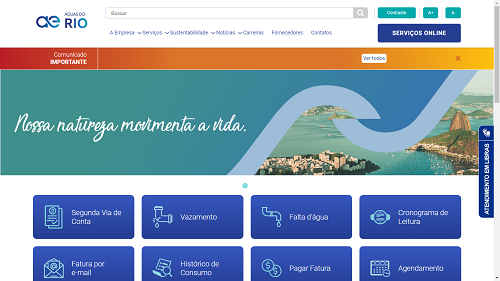 ae ÁGUAS DO RIO
Buscar
Contraste
A+
A-
A Empresa Serviços Sustentabilidade Notícias Carreiras Fornecedores Contatos
SERVIÇOS ONLINE
Comunicado
IMPORTANTE
Ver todos
Nossa natureza movimenta a vida.
ATENDIMENTO EM LIBRAS
Segunda Via de
Conta
Vazamento
Falta d'água
Cronograma de
Leitura
Fatura por
e-mail
Histórico de
Consumo
Pagar Fatura
Agendamento